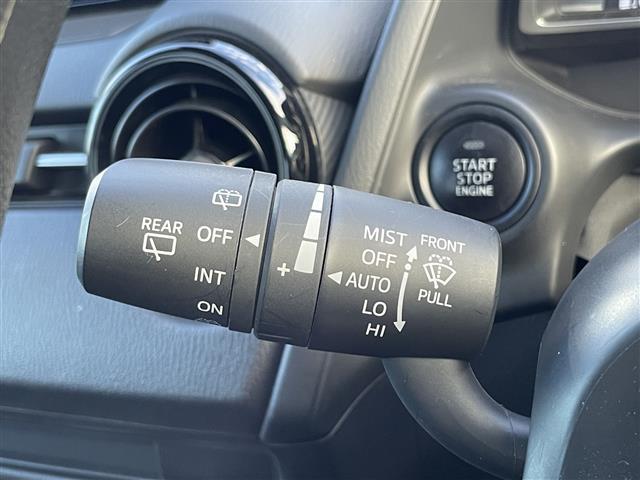 REAR
OFF
INT
ON
+
MIST
OFF
AUTO
LO
HI
FRONT
PULL
START
STOP
ENGINE